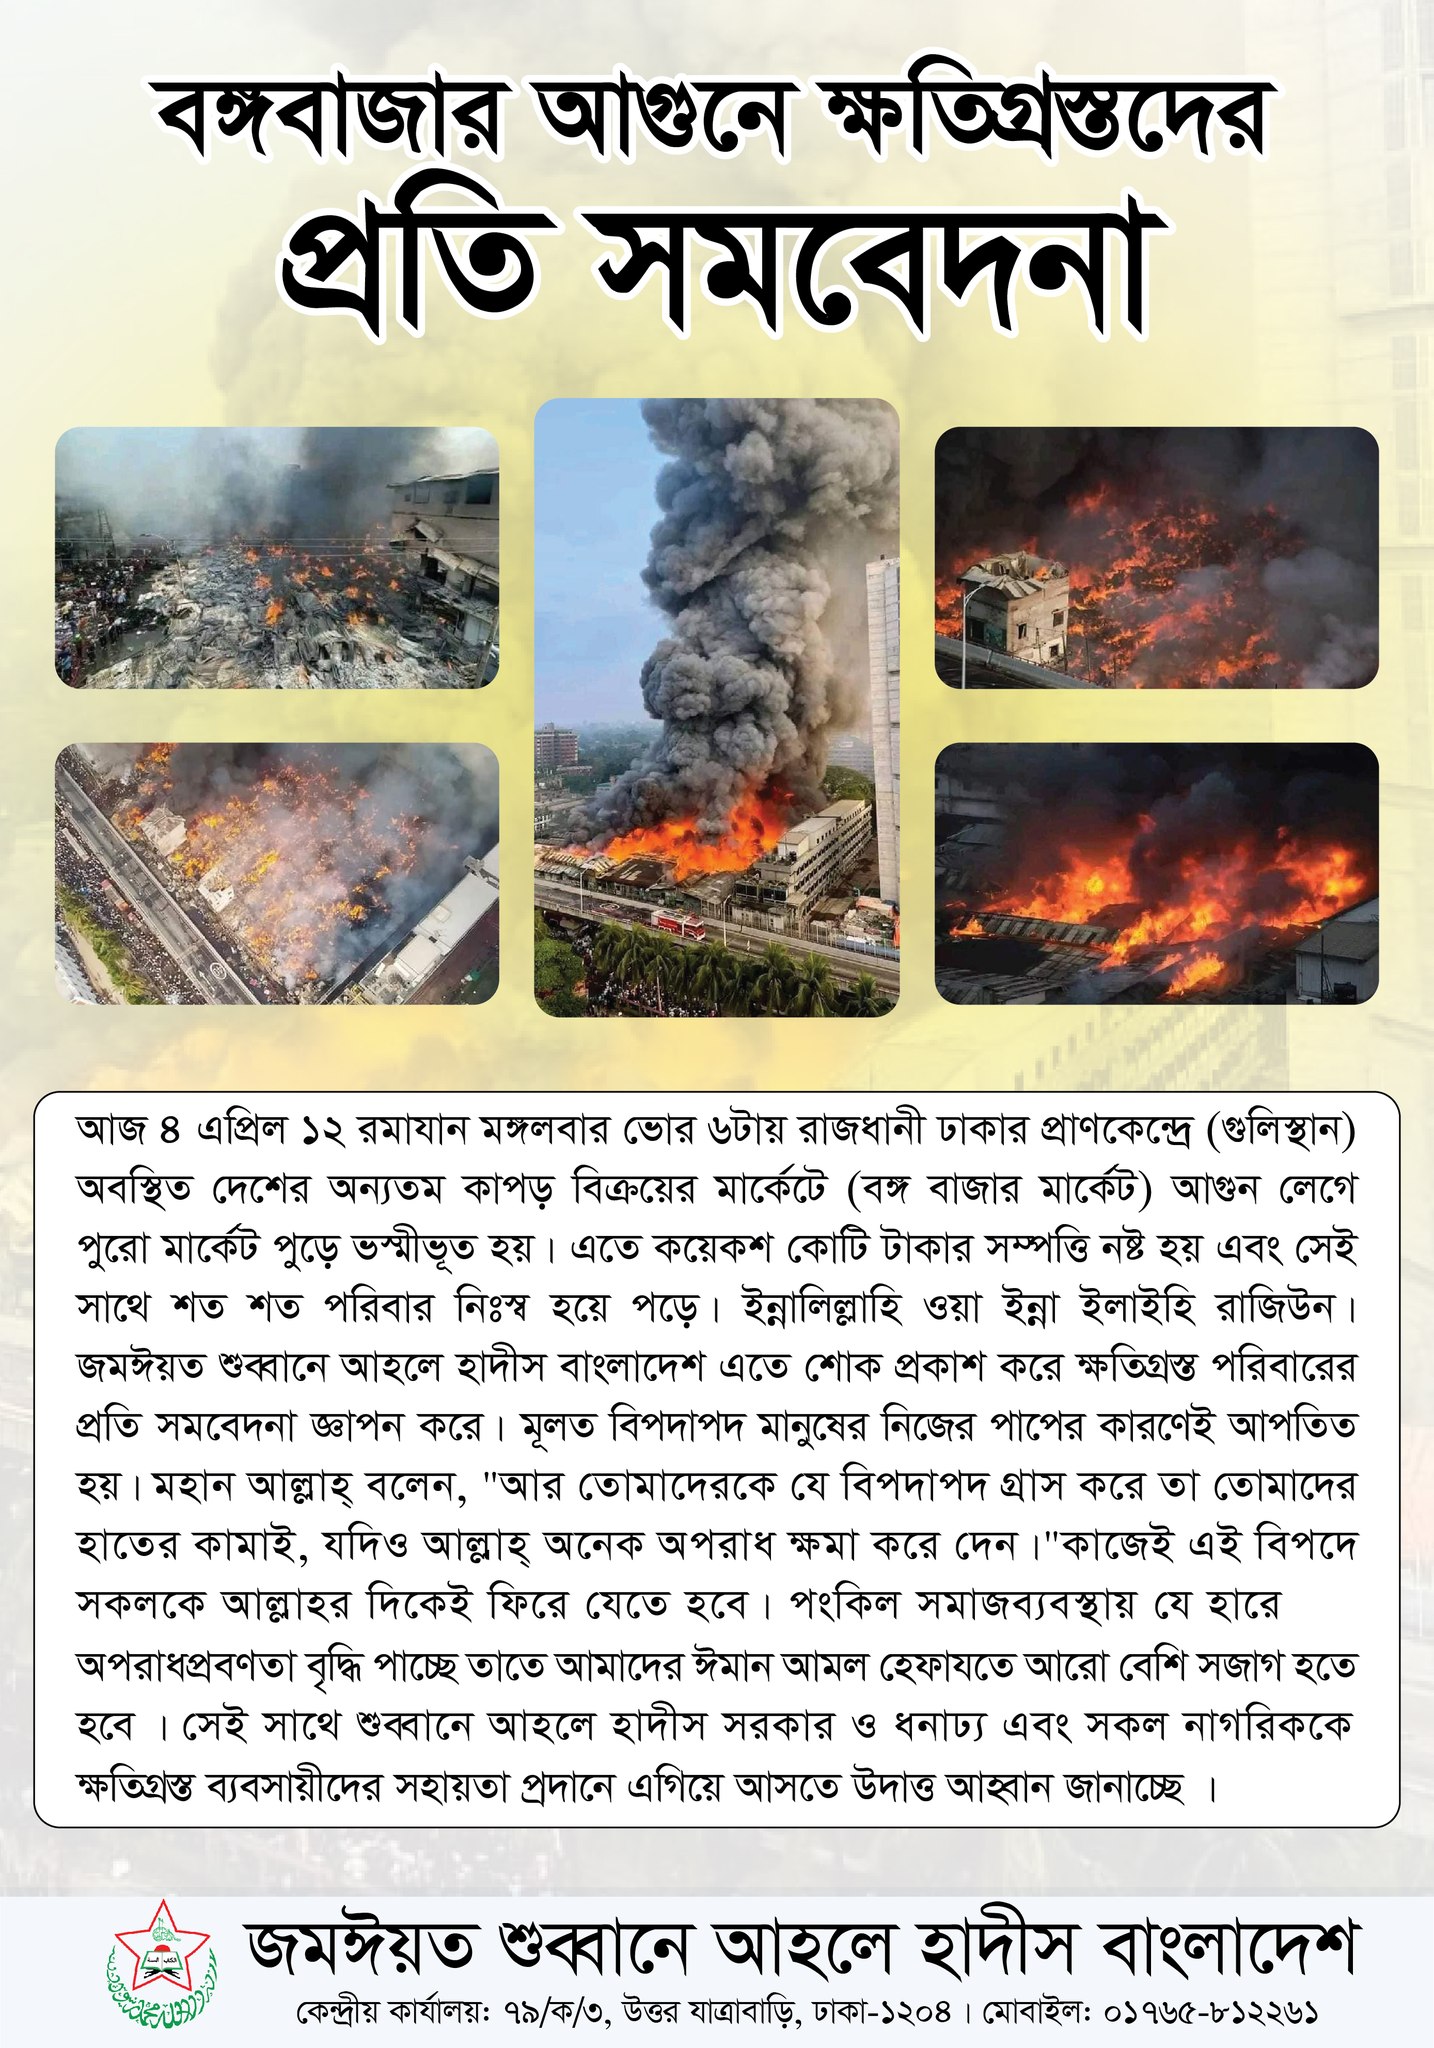 বঙ্গবাজার আগুনে ক্ষতিগ্রস্তদের
প্রতি সমবেদনা
আজ ৪ এপ্রিল ১২ রমাযান মঙ্গলবার ভোর ৬টায় রাজধানী ঢাকার প্রাণকেন্দ্রে (গুলিস্থান)
অবস্থিত দেশের অন্যতম কাপড় বিক্রয়ের মার্কেটে (বঙ্গ বাজার মার্কেট) আগুন লেগে
পুরো মার্কেট পুড়ে ভস্মীভূত হয়। এতে কয়েকশ কোটি টাকার সম্পত্তি নষ্ট হয় এবং সেই
সাথে শত শত পরিবার নিঃস্ব হয়ে পড়ে। ইন্নালিল্লাহি ওয়া ইন্না ইলাইহি রাজিউন।
জমঈয়ত শুব্বানে আহলে হাদীস বাংলাদেশ এতে শোক প্রকাশ করে ক্ষতিগ্রস্ত পরিবারের
প্রতি সমবেদনা জ্ঞাপন করে। মূলত বিপদাপদ মানুষের নিজের পাপের কারণেই আপতিত
হয়। মহান আল্লাহ্ বলেন, "আর তোমাদেরকে যে বিপদাপদ গ্রাস করে তা তোমাদের
হাতের কামাই, যদিও আল্লাহ্ অনেক অপরাধ ক্ষমা করে দেন।"কাজেই এই বিপদে
সকলকে আল্লাহর দিকেই ফিরে যেতে হবে। পংকিল সমাজব্যবস্থায় যে হারে
অপরাধপ্রবণতা বৃদ্ধি পাচ্ছে তাতে আমাদের ঈমান আমল হেফাযতে আরো বেশি সজাগ হতে
হবে । সেই সাথে শুব্বানে আহলে হাদীস সরকার ও ধনাঢ্য এবং সকল নাগরিককে
ক্ষতিগ্রস্ত ব্যবসায়ীদের সহায়তা প্রদানে এগিয়ে আসতে উদাত্ত আহ্বান জানাচ্ছে ।
জমঈয়ত শুব্বানে আহলে হাদীস বাংলাদেশ
কেন্দ্রীয় কার্যালয়: ৭৯/ক/৩, উত্তর যাত্রাবাড়ি, ঢাকা-১২০৪। মোবাইল: ০১৭৬৫-৮১২২৬১